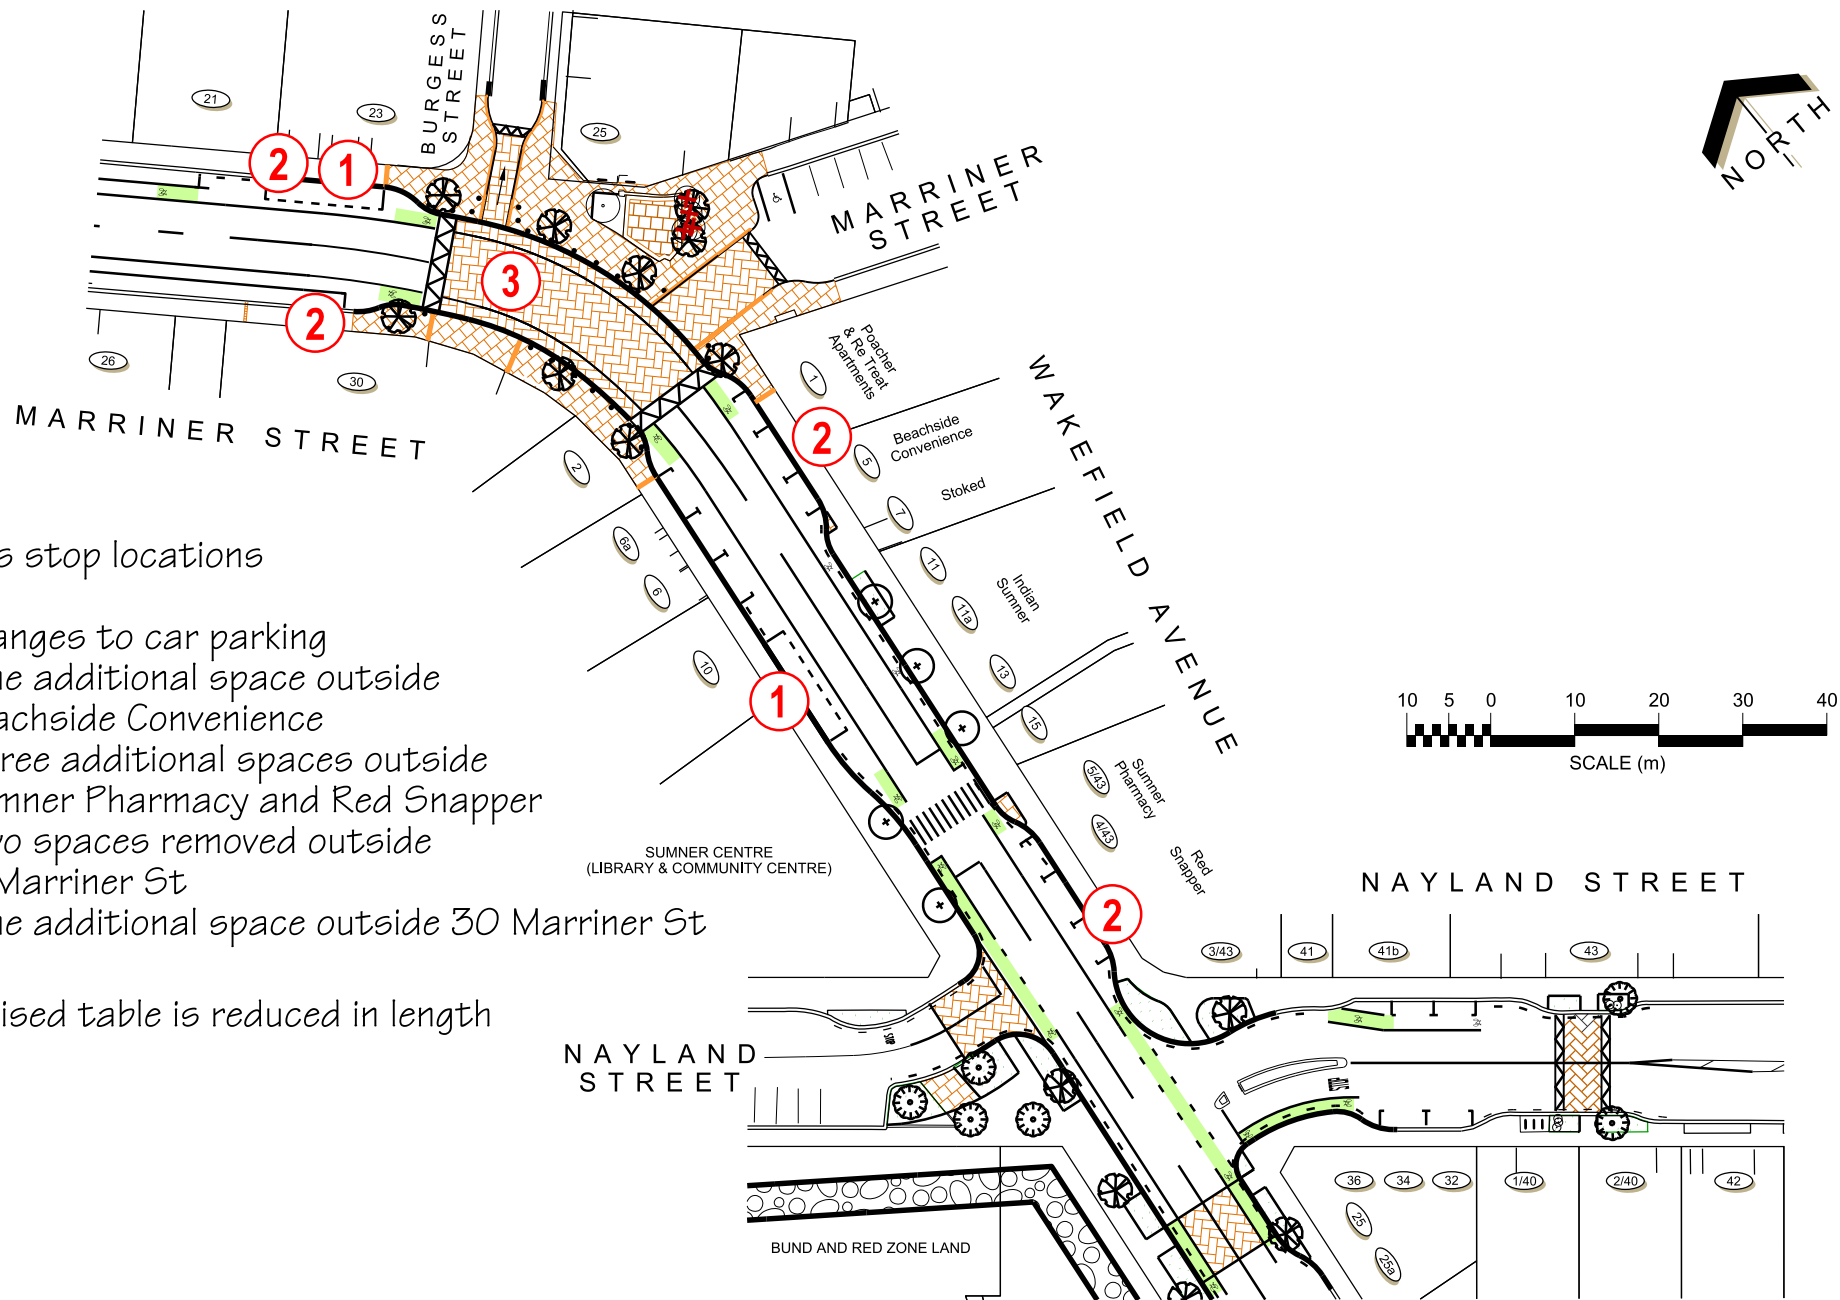 BURGESS
STREET
21
23
25
2
1
MARRINER
STREET
NORTH
3
2
26
30
MARRINER STREET
1
Poacher
& Re Treat
Apartments
2
Beachside
Convenience
5
Stoked
7
WAKEFIELD AVENUE
2
6a
6
10
11
11a
Indian
Sumner
13
15
s stop locations
anges to car parking
e additional space outside
achside Convenience
ree additional spaces outside
mner Pharmacy and Red Snapper
o spaces removed outside
Marriner St
e additional space outside 30 Marriner St
ised table is reduced in length
1
10 5 0 10 20 30 40
SCALE (m)
5/43
Sumner
Pharmacy
4/43
Red
Snapper
2
SUMNER CENTRE
(LIBRARY & COMMUNITY CENTRE)
NAYLAND STREET
3/43
41
41b
43
NAYLAND
STREET
STOP
36
34
32
1/40
2/40
42
25
25a
BUND AND RED ZONE LAND